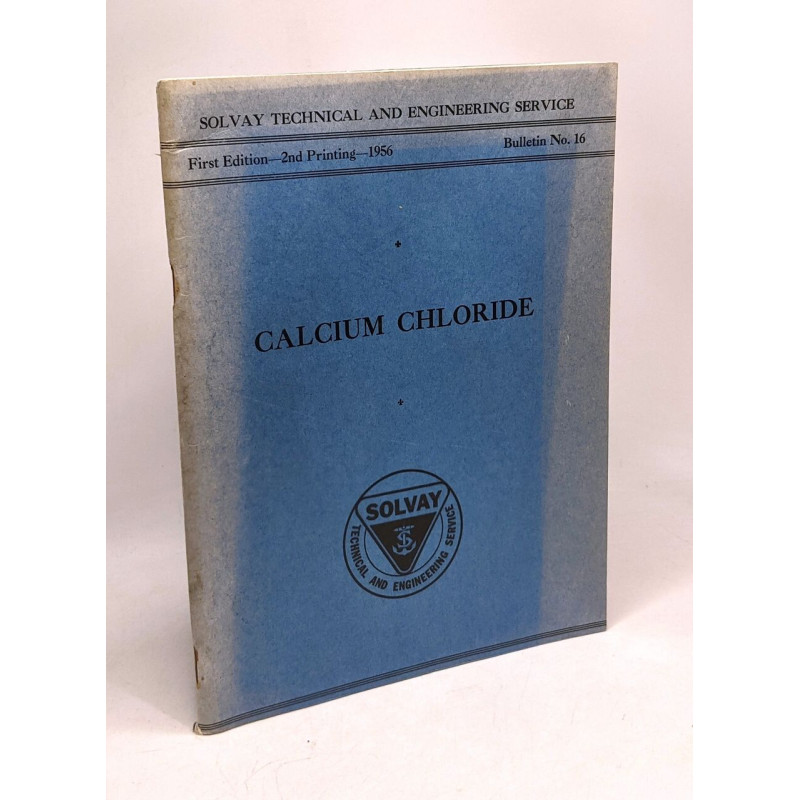 SOLVAY TECHNICAL AND ENGINEERING SERVICE
First Edition—2nd Printing—1956 Bulletin No. 16
CALCIUM CHLORIDE
SOLVAY
TECHNICAL AND ENGINEERING SERVICE